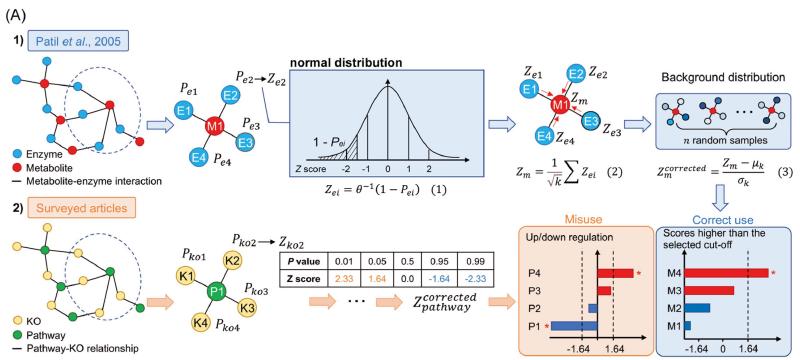 (A)
1) Patil et al., 2005
Enzyme
Metabolite
Metabolite-enzyme interaction
P_{e1}
P_{e2} → Z_{e2}
P_{e3}
P_{e4}
E1
E2
M1
E3
E4
normal distribution
1 - P_{ei}
Z score -2 -1 0 1 2
Z_{ei} = θ^{-1}(1 − P_{ei}) (1)
Z_{e1}
Z_{e2}
Z_m
Z_{e3}
Z_{e4}
E1
E2
M1
E3
E4
Z_m = \frac{1}{\sqrt{k}} ∑ Z_{ei} (2)
Background distribution
...
n random samples
Z_m^{corrected} = \frac{Z_m − μ_k}{σ_k} (3)
2) Surveyed articles
KO
Pathway
Pathway-KO relationship
P_{ko1}
P_{ko2} → Z_{ko2}
P_{ko3}
P_{ko4}
K1
K2
P1
K3
K4
P value 0.01 0.05 0.5 0.95 0.99
Z score 2.33 1.64 0.0 -1.64 -2.33
... Z_{pathway}^{corrected}
Misuse
Up/down regulation
P4 *
P3
P2
P1 *
-1.64 1.64
Correct use
Scores higher than the
selected cut-off
M4 *
M3
M2
M1
-1.64 0 1.64